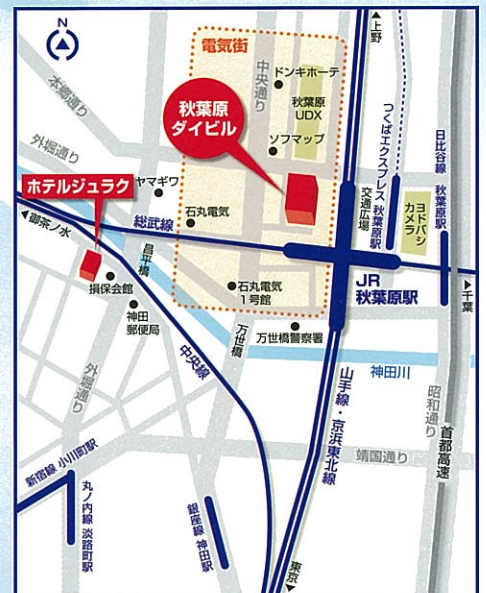 N
▲上野
電気街
本郷通り
中央通り
ドンキホーテ
秋葉原
UDX
秋葉原
ダイビル
つくばエクスプレス 秋葉原駅
日比谷線 秋葉原駅
外堀通り
ソフマップ
ホテルジュラク
ヤマギワ
交通広場
ヨドバシ
カメラ
◀御茶ノ水
総武線
石丸電気
昌平橋
JR
秋葉原駅
▶千葉
損保会館
神田
郵便局
石丸電気
1号館
万世橋
万世橋警察署
中央線
神田川
外堀通り
山手線・京浜東北線
昭和通り
首都高速
靖国通り
新宿線 小川町駅
丸ノ内線 淡路町駅
銀座線 神田駅
東京▼